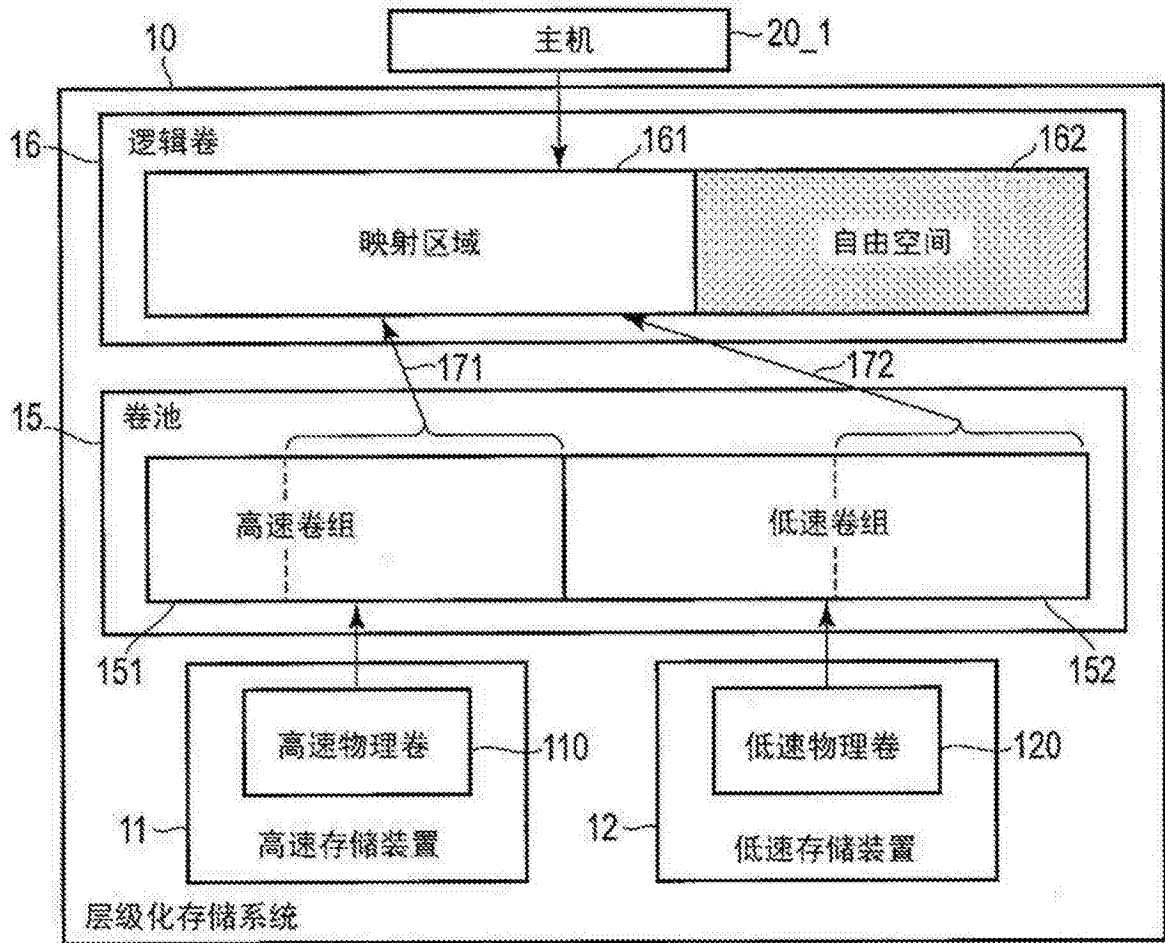 主机
20_1
10
逻辑卷
16
161
162
映射区域
自由空间
171
172
卷池
15
高速卷组
低速卷组
151
152
高速物理卷
110
低速物理卷
120
11
高速存储装置
12
低速存储装置
层级化存储系统